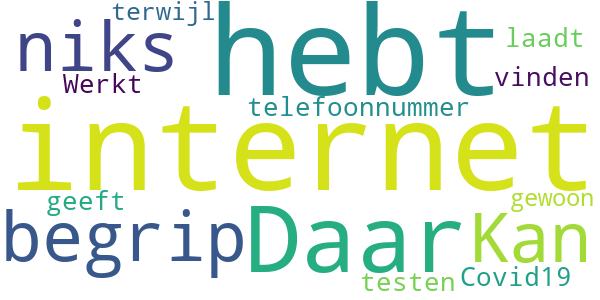 terwijl
niks hebt laadt
Werkt vinden
internet telefoonnummer
geeft gewoon
begrip Daar Kan
testen Covid19